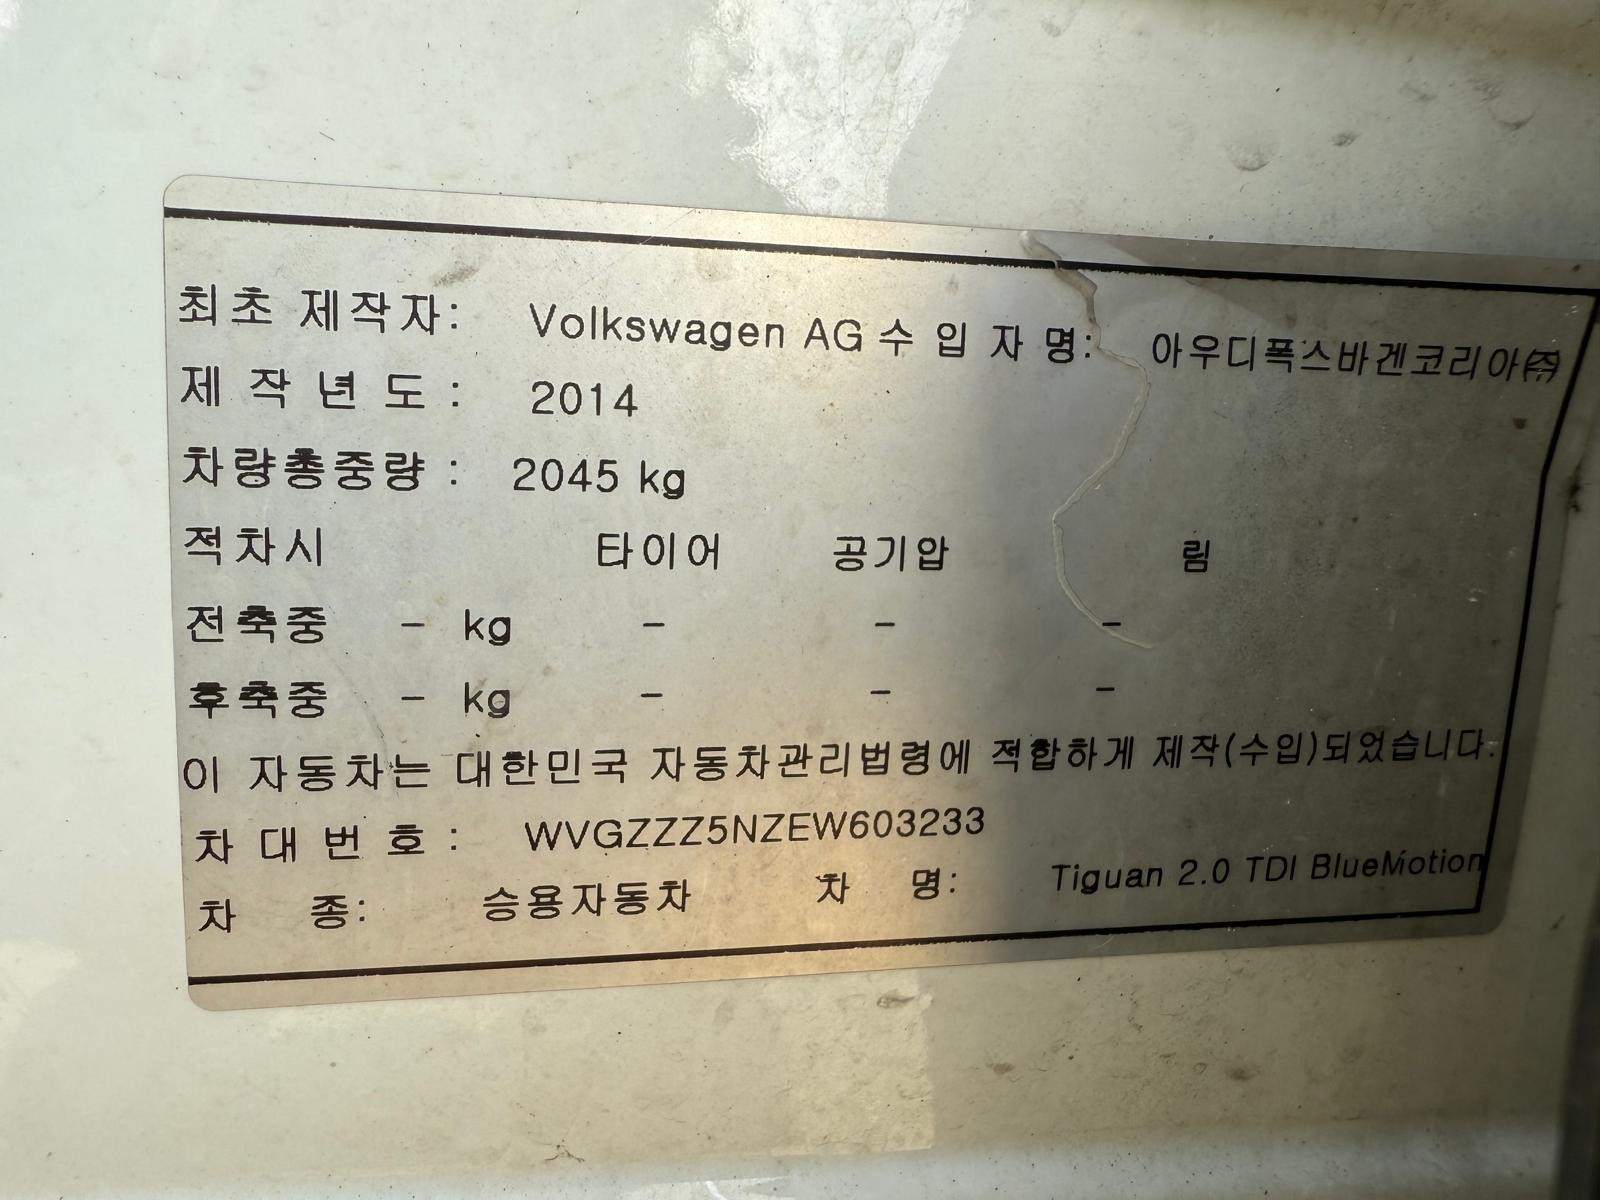 최초 제작자: Volkswagen AG 수 입 자 명: 아우디폭스바겐코리아㈜
제 작 년 도 : 2014
차량총중량 : 2045 kg
적차시 타이어 공기압 림
전축중 - kg - - -
후축중 - kg - - -
이 자동차는 대한민국 자동차관리법령에 적합하게 제작(수입)되었습니다.
차 대 번 호 : WVGZZZ5NZEW603233
차 종: 승용자동차 차 명: Tiguan 2.0 TDI BlueMotion